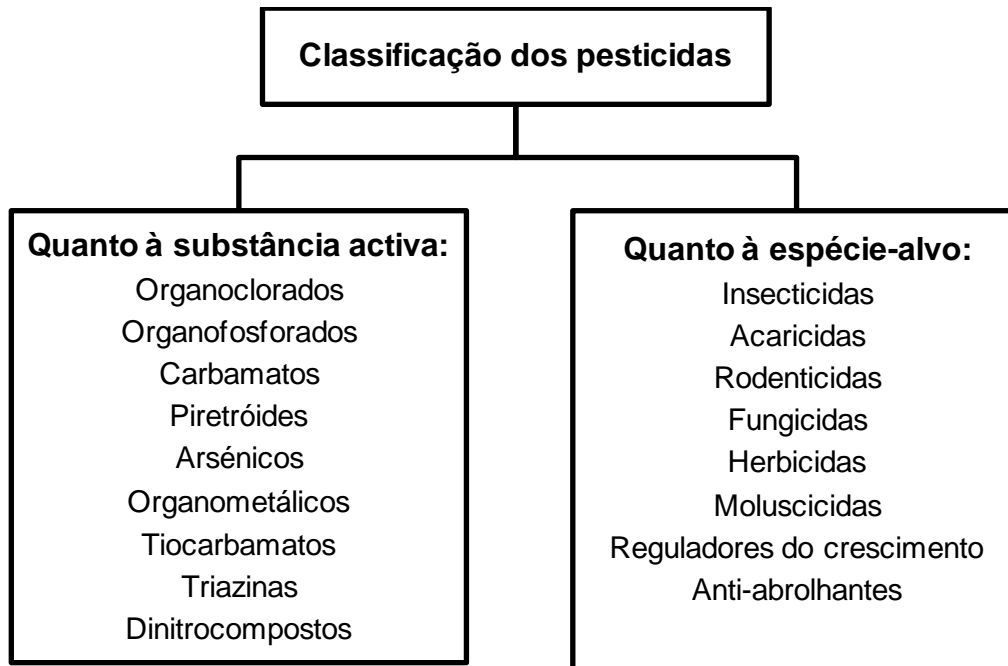 Classificação dos pesticidas
Quanto à substância activa:
Organoclorados
Organofosforados
Carbamatos
Piretróides
Arsénicos
Organometálicos
Tiocarbamatos
Triazinas
Dinitrocompostos
Quanto à espécie-alvo:
Insecticidas
Acaricidas
Rodenticidas
Fungicidas
Herbicidas
Moluscicidas
Reguladores do crescimento
Anti-abrolhantes